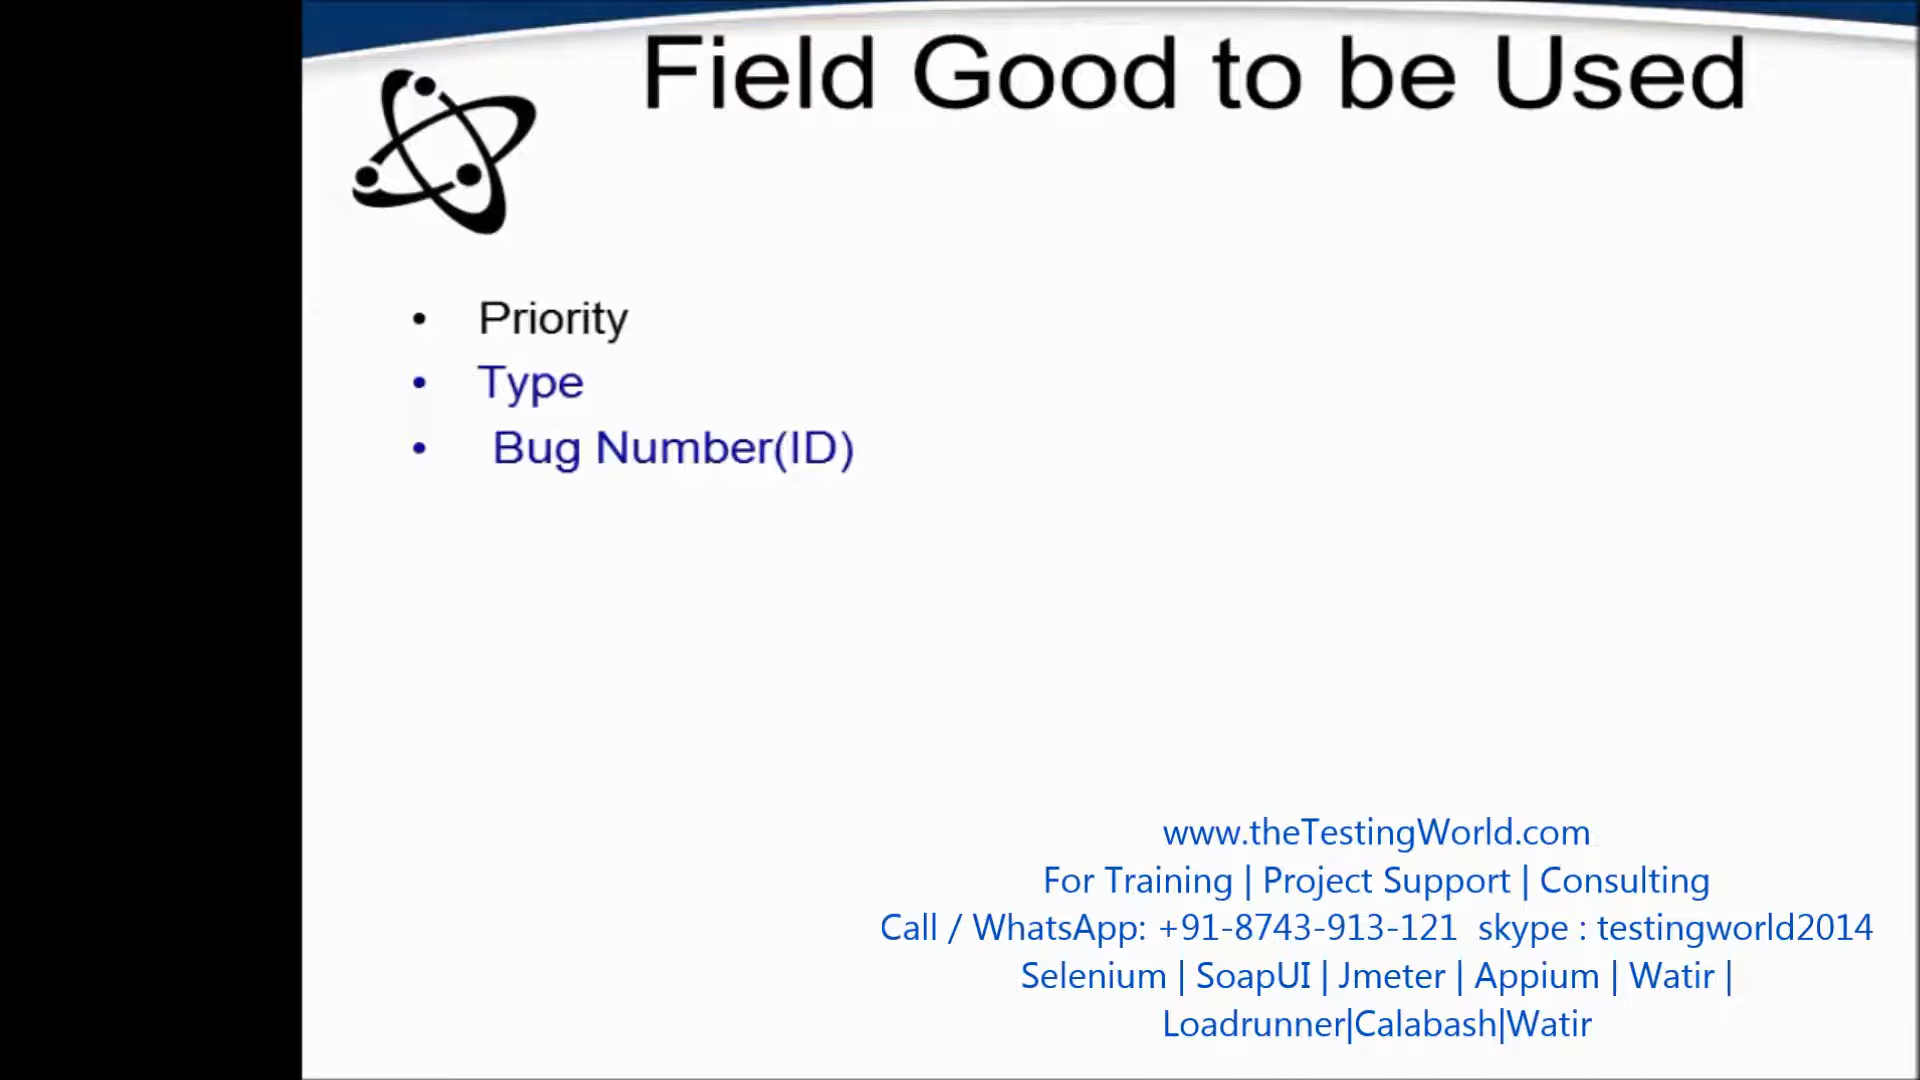 Field Good to be Used
• Priority
• Type
• Bug Number(ID)
www.theTestingWorld.com
For Training | Project Support | Consulting
Call / WhatsApp: +91-8743-913-121 skype : testingworld2014
Selenium | SoapUI | Jmeter | Appium | Watir |
Loadrunner|Calabash|Watir